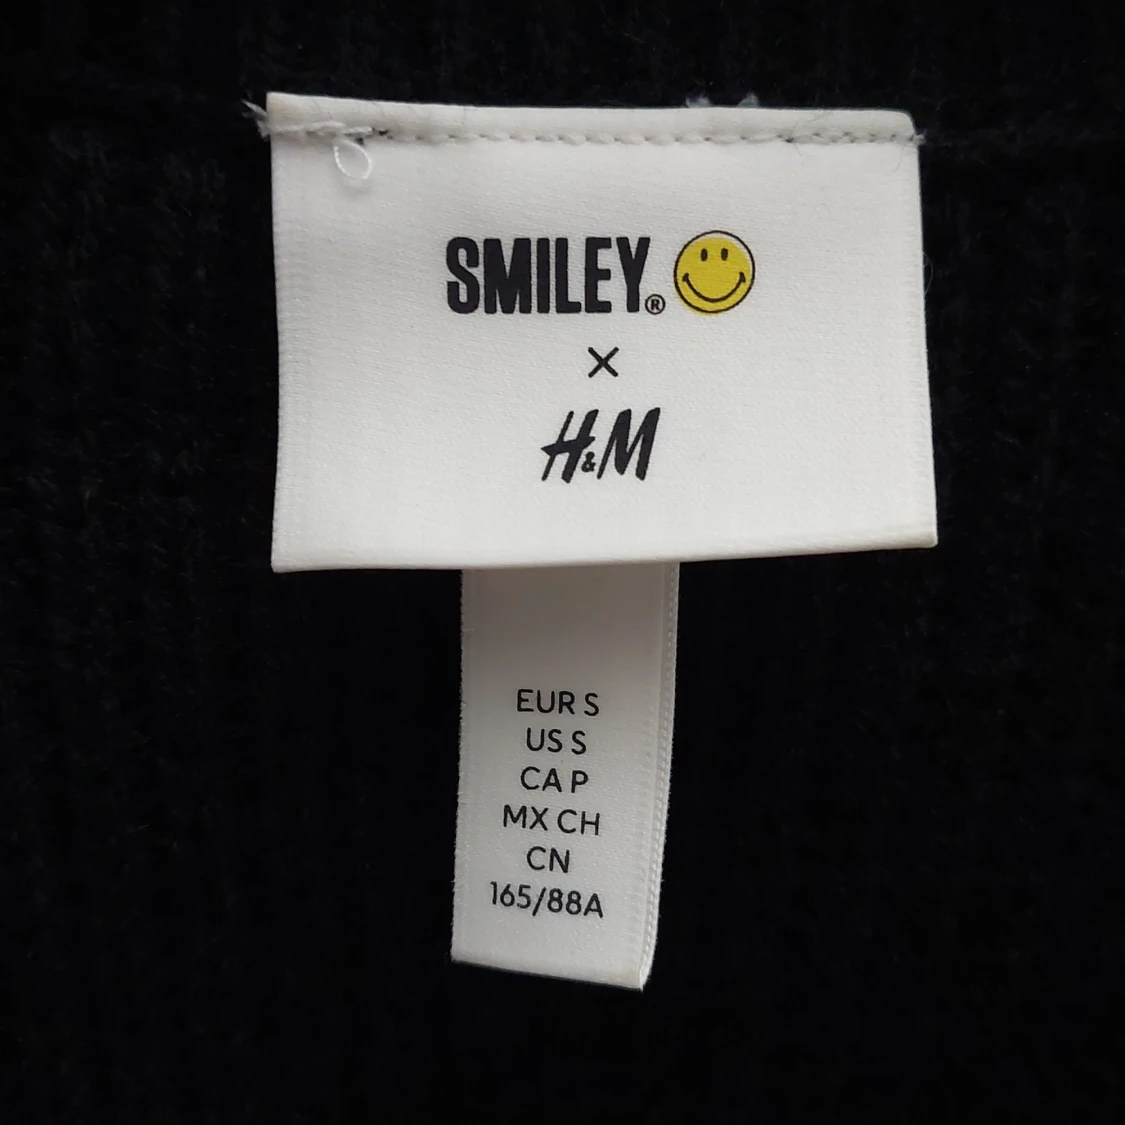 SMILEY®
×
H&M
EUR S
US S
CA P
MX CH
CN
165/88A